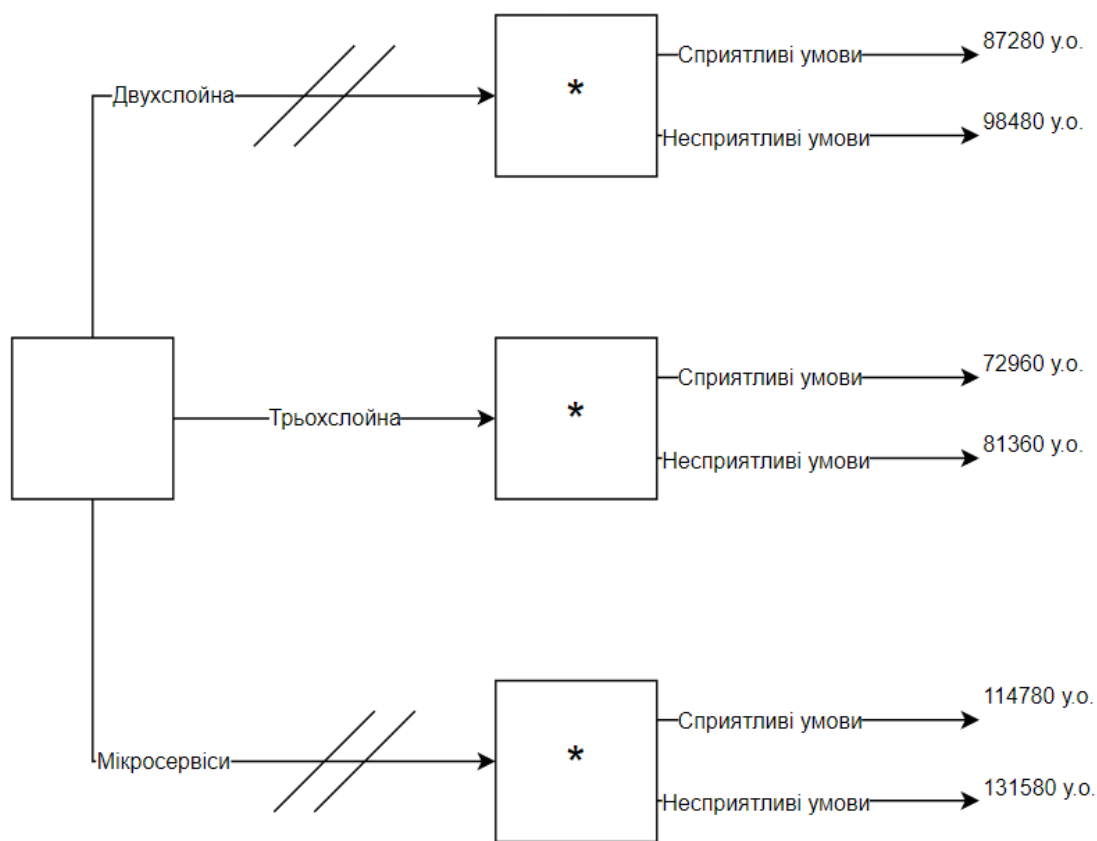 Двухслойна
*
Сприятливі умови
87280 у.о.
Несприятливі умови
98480 у.о.
Трьохслойна
*
Сприятливі умови
72960 у.о.
Несприятливі умови
81360 у.о.
Мікросервіси
*
Сприятливі умови
114780 у.о.
Несприятливі умови
131580 у.о.